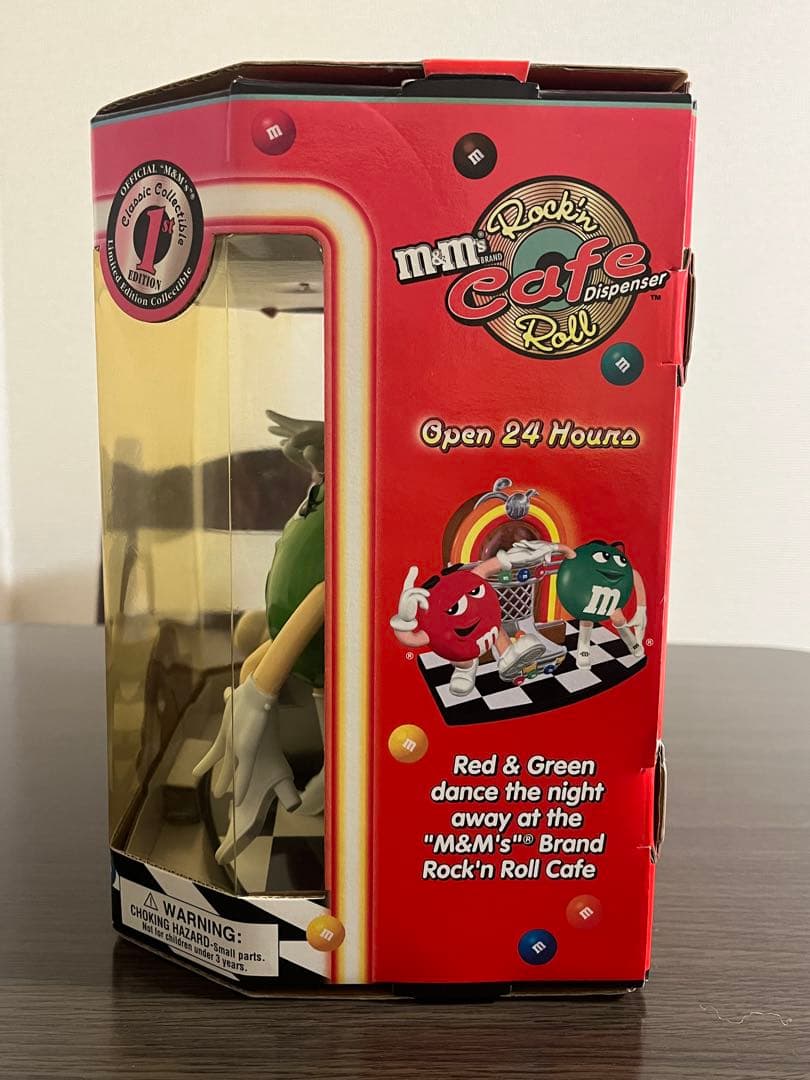 OFFICIAL "M&M's"®
Classic Collectible
1st
EDITION
Limited Edition Collectible
m
m
m&m's® BRAND
Rock'n
Cafe
Dispenser™
Roll
m
Open 24 Hours
m
m
®
®
m
Red & Green
dance the night
away at the
"M&M's"® Brand
Rock'n Roll Cafe
⚠ WARNING:
CHOKING HAZARD-Small parts.
Not for children under 3 years.
m
m
m